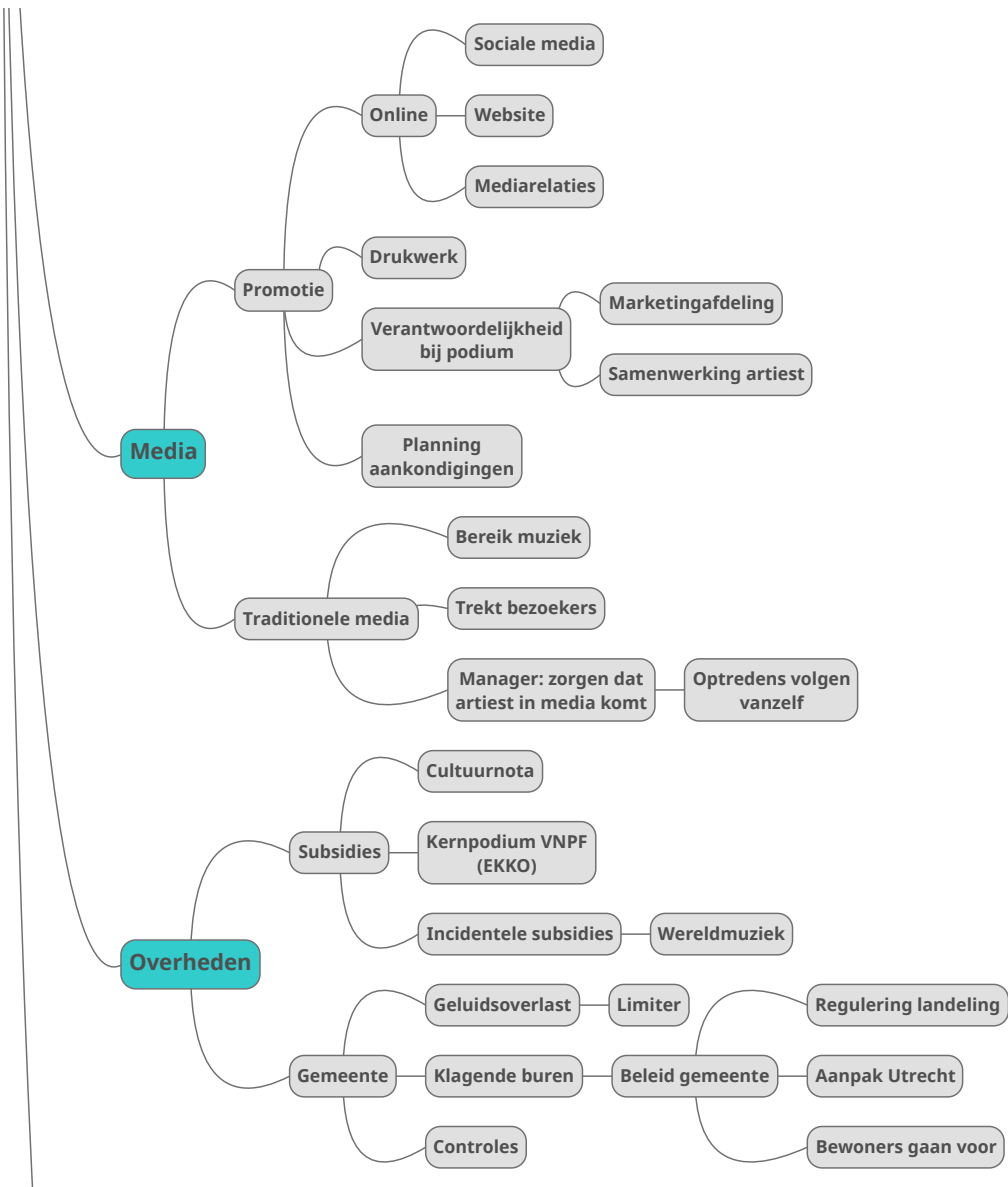 Sociale media
Online
Website
Mediarelaties
Drukwerk
Promotie
Marketingafdeling
Verantwoordelijkheid
bij podium
Samenwerking artiest
Media
Planning
aankondigingen
Bereik muziek
Traditionele media
Trekt bezoekers
Manager: zorgen dat
artiest in media komt
Optredens volgen
vanzelf
Cultuurnota
Subsidies
Kernpodium VNPF
(EKKO)
Incidentele subsidies
Wereldmuziek
Overheden
Geluidsoverlast
Limiter
Regulering landeling
Gemeente
Klagende buren
Beleid gemeente
Aanpak Utrecht
Controles
Bewoners gaan voor